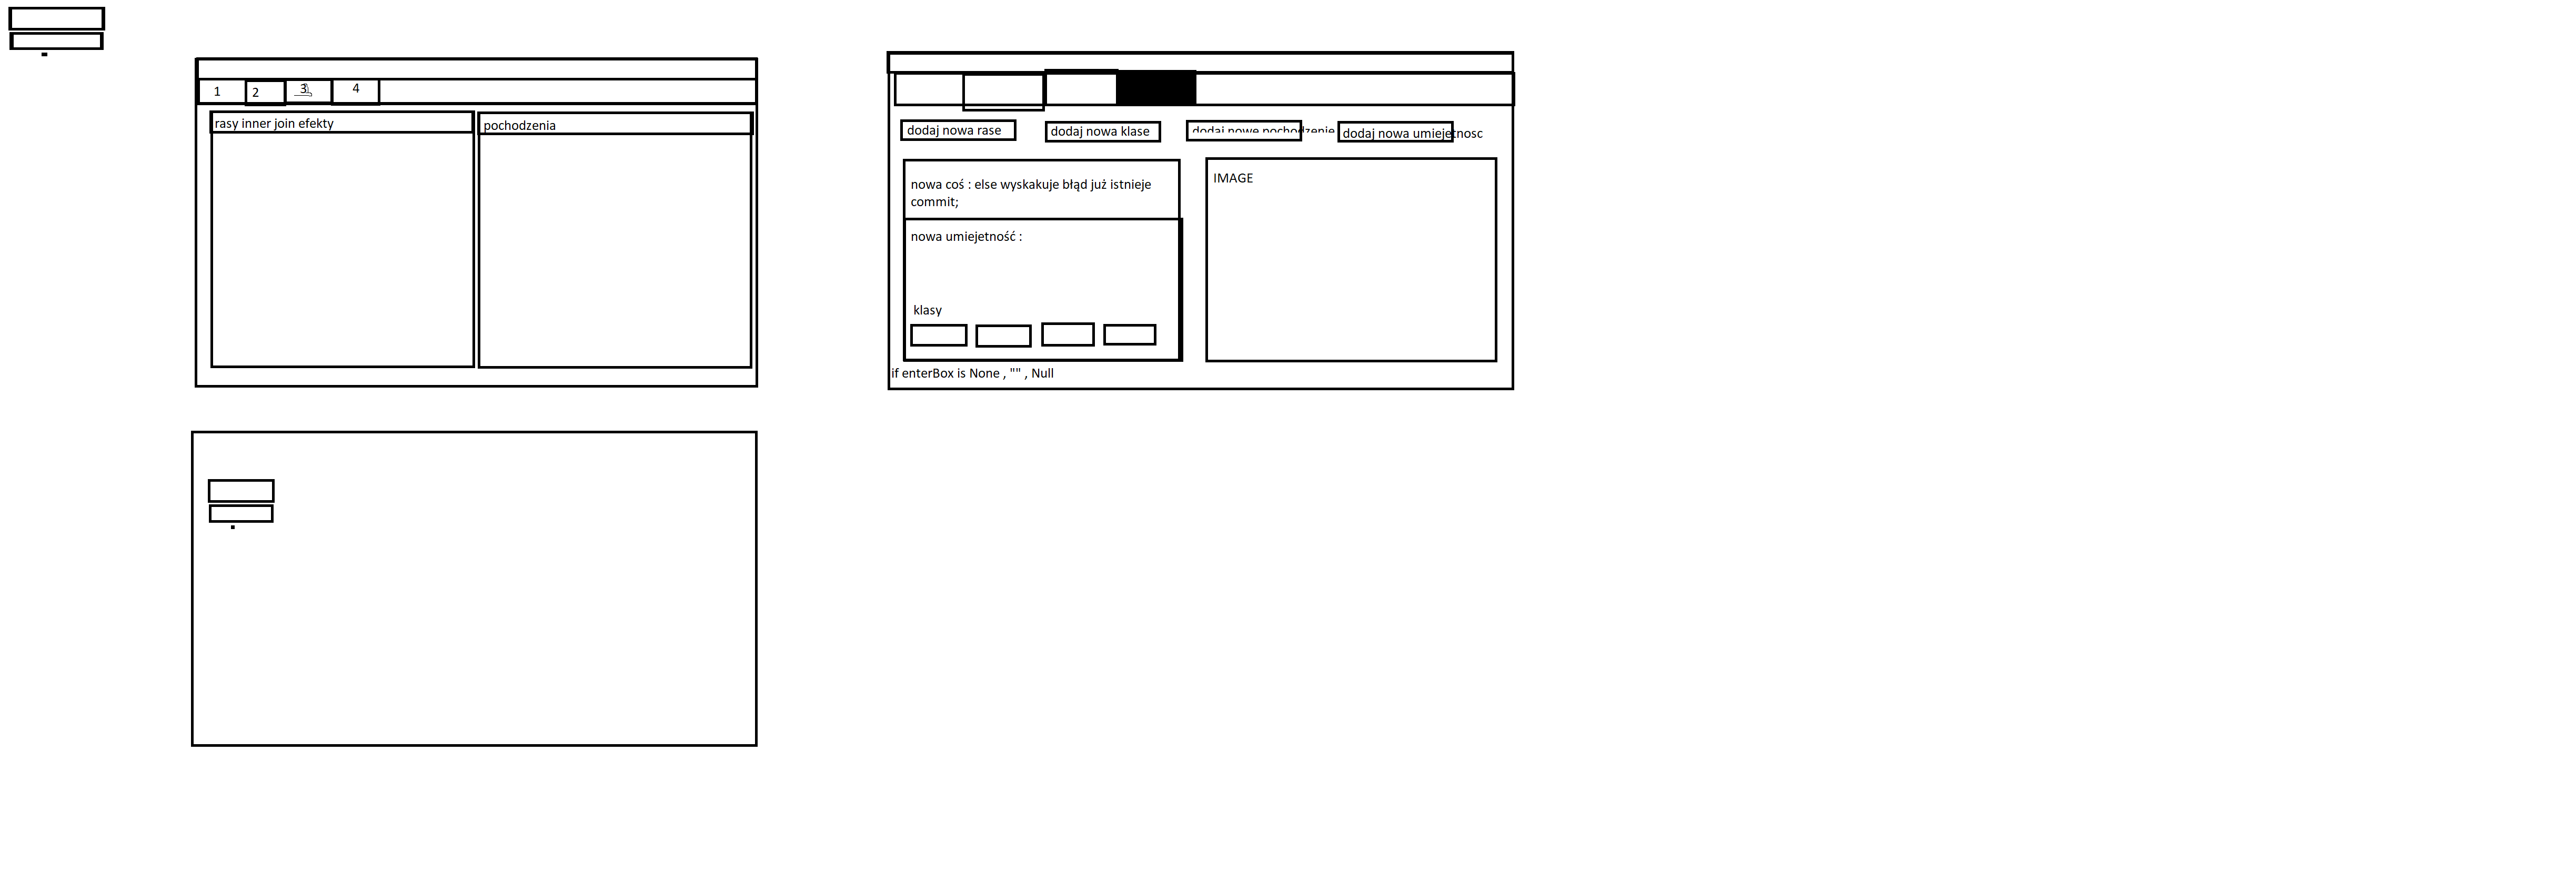 1
2
3
4
rasy inner join efekty
pochodzenia
dodaj nowa rase
dodaj nowa klase
dodaj nowe pochodzenie
dodaj nowa umiejetnosc
nowa coś : else wyskakuje błąd już istnieje
commit;
IMAGE
nowa umiejetność :
klasy
if enterBox is None , "" , Null